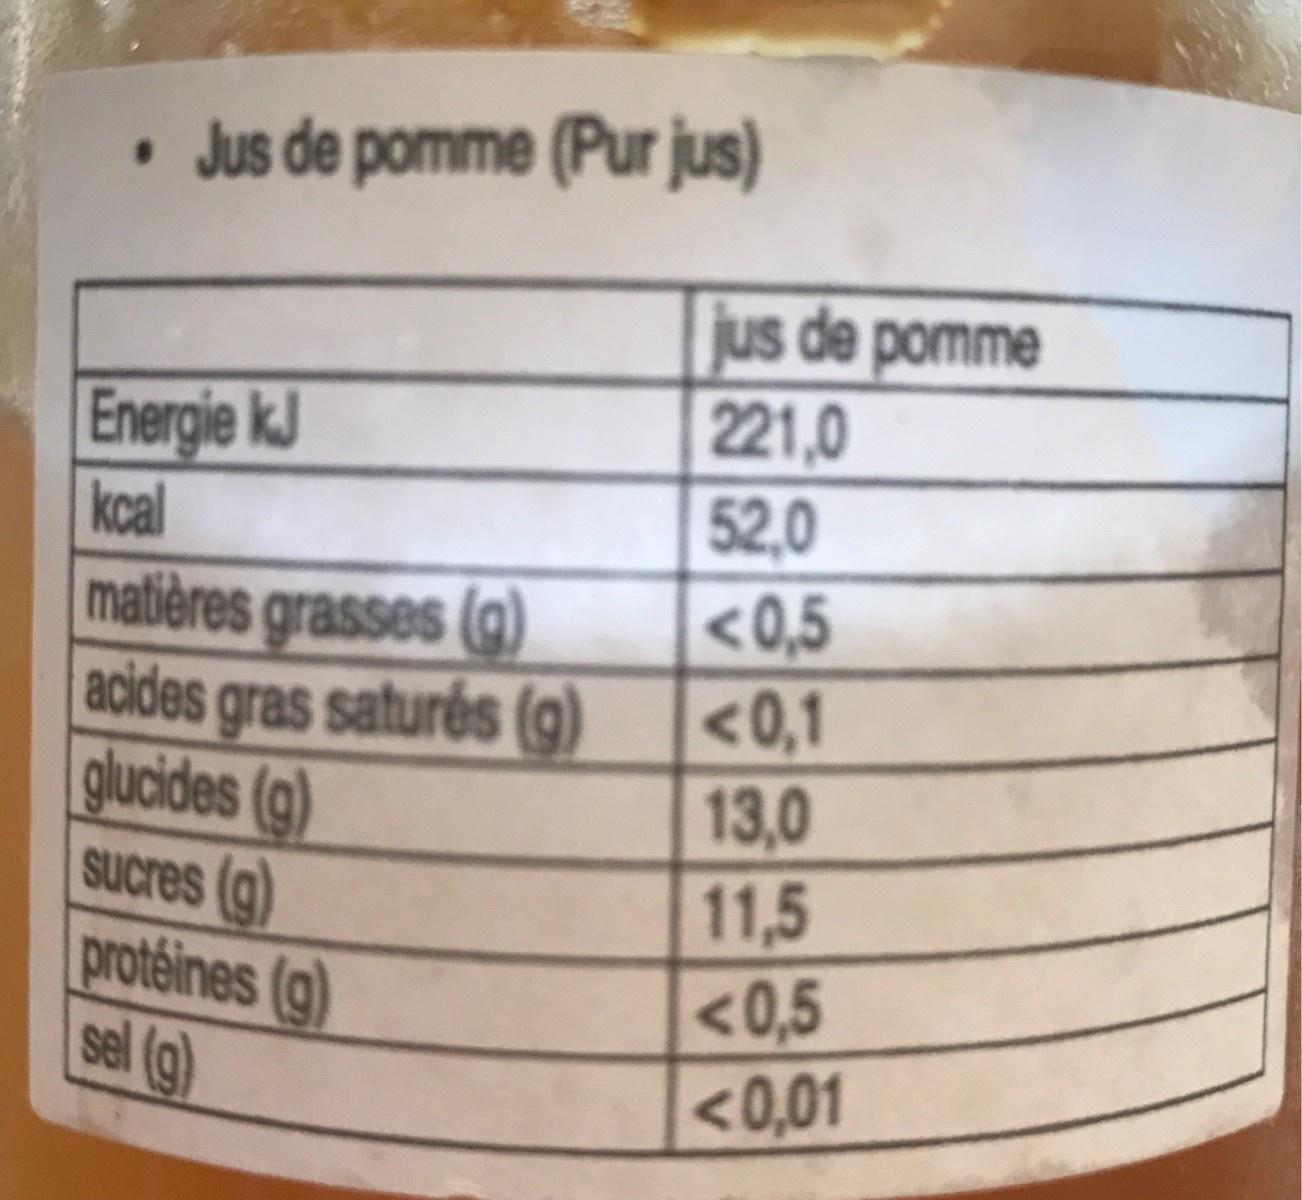 • Jus de pomme (Pur jus)
jus de pomme
Energie kJ 221,0
kcal 52,0
matières grasses (g) <0,5
acides gras saturés (g) <0,1
glucides (g) 13,0
sucres (g) 11,5
protéines (g) <0,5
sel (g) <0,01